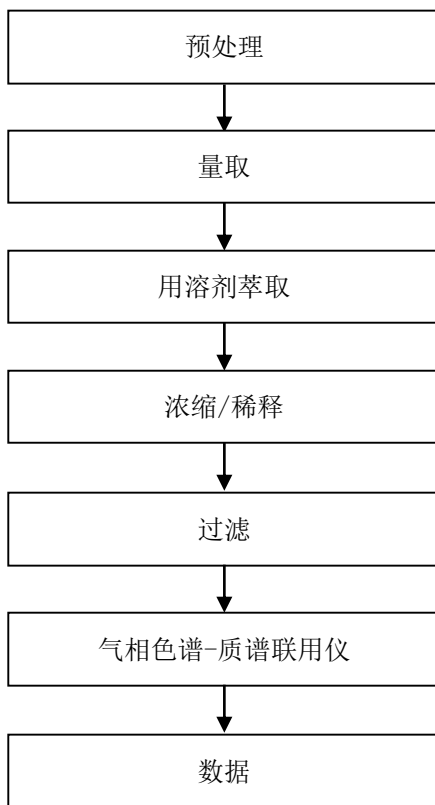 预处理
量取
用溶剂萃取
浓缩/稀释
过滤
气相色谱-质谱联用仪
数据